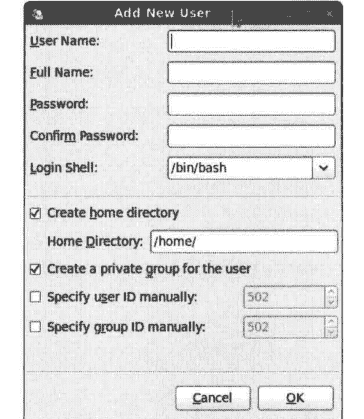 Add New User
User Name:
Full Name:
Password:
Confirm Password:
Login Shell: /bin/bash
Create home directory
Home Directory: /home/
Create a private group for the user
Specify user ID manually: 502
Specify group ID manually: 502
Cancel OK